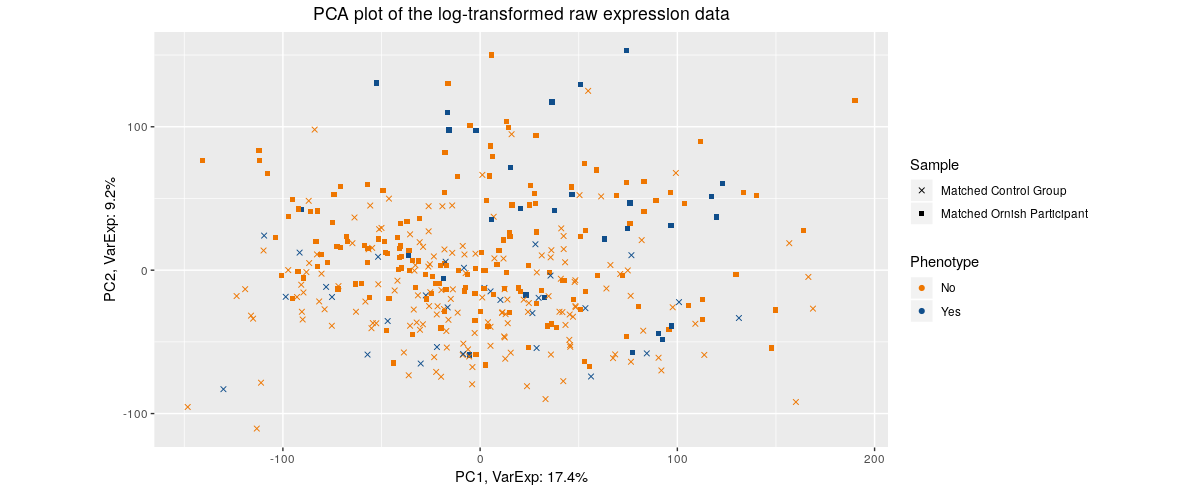 PCA plot of the log-transformed raw expression data
PC2, VarExp: 9.2%
100
0
-100
-100
0
100
200
PC1, VarExp: 17.4%
Sample
Matched Control Group
Matched Ornish Participant
Phenotype
No
Yes